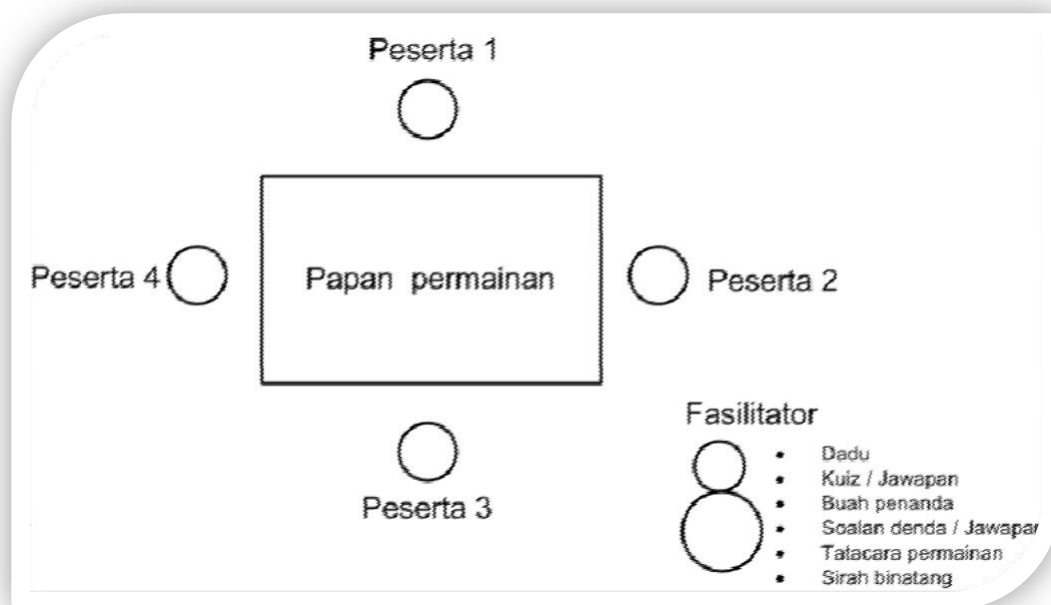 Peserta 1
Peserta 4
Papan permainan
Peserta 2
Peserta 3
Fasilitator
• Dadu
• Kuiz / Jawapan
• Buah penanda
• Soalan denda / Jawapan
• Tatacara permainan
• Sirah binatang